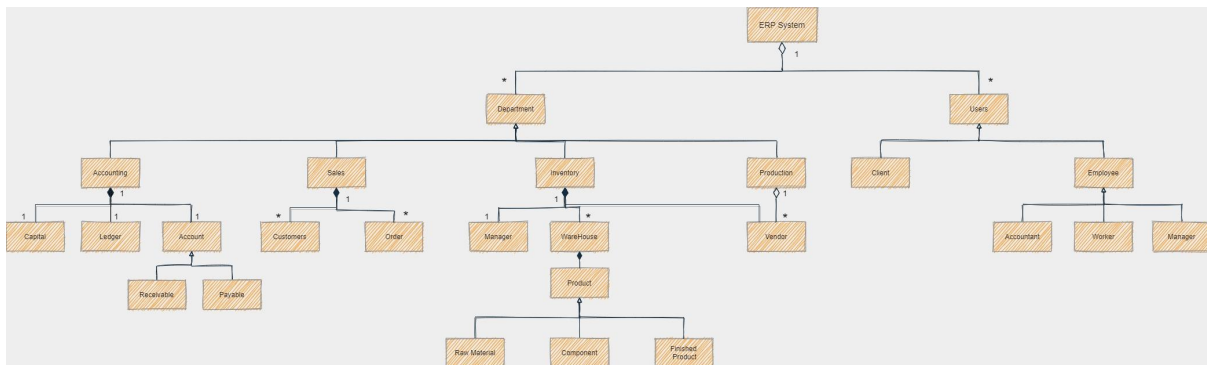 ERP System
1
*
*
Department
Users
Accounting
Sales
Inventory
Production
Client
Employee
1
1
1
1
1
1
1
*
*
1
*
*
Capital
Ledger
Account
Customers
Order
Manager
WareHouse
Vendor
Accountant
Worker
Manager
Receivable
Payable
Product
Raw Material
Component
Finished
Product